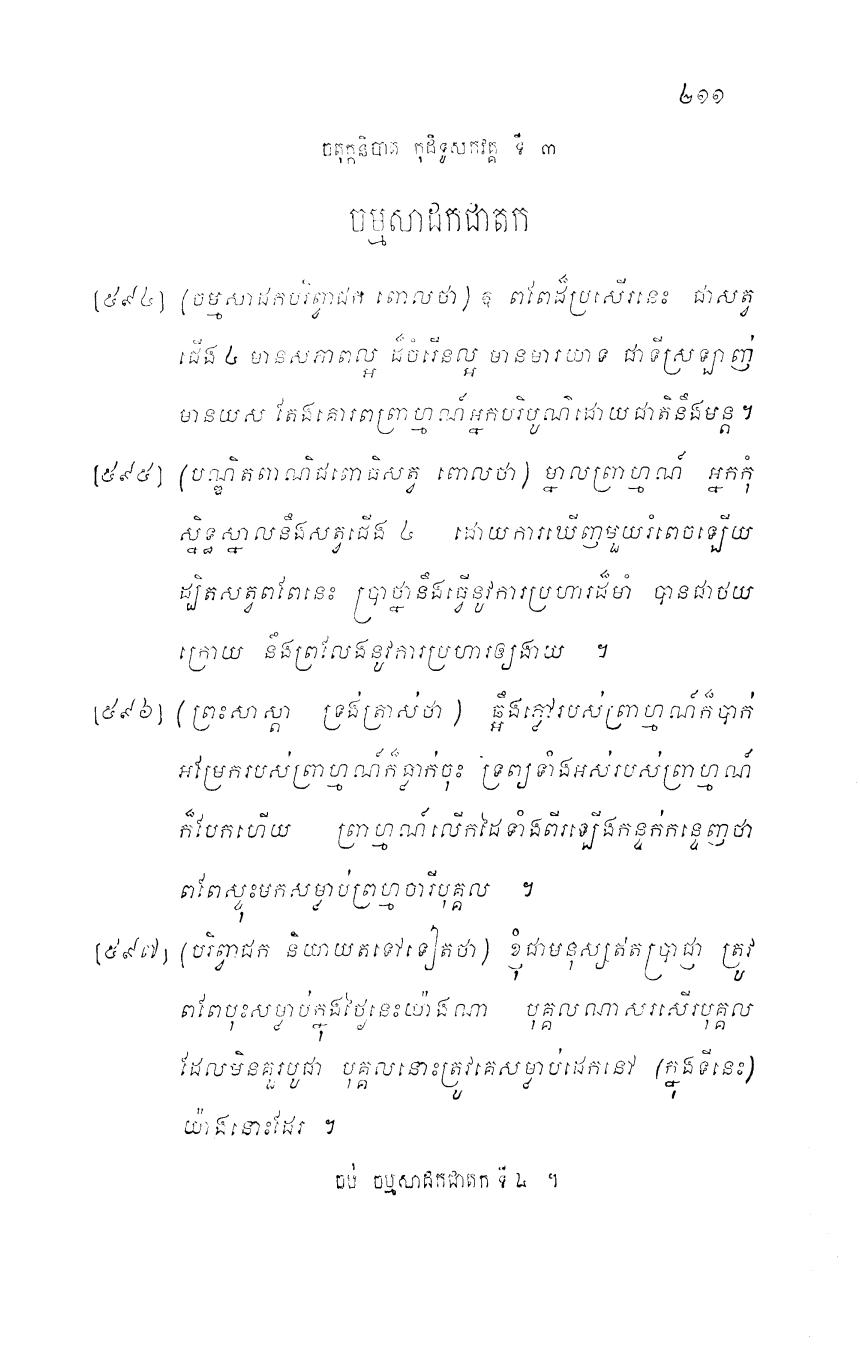 ២១១
ចតុក្កនិបាត កុដិទូសកវគ្គ ទី ៣
ចម្មសាដកជាតក
[៥៩៤] (ចម្មសាដកបរិព្វាជក ពោលថា) ឱ ពពែដ៏ប្រសើរនេះ ជាសត្វ
ជើង ៤ មានសភាពល្អ ដ៏ចំរើនល្អ មានមារយាទ ជាទីស្រឡាញ់
មានយស តែងគោរពព្រាហ្មណ៍អ្នកបរិបូណ៌ដោយជាតិនឹងមន្ត ។
[៥៩៥] (បណ្ឌិតពាណិជពោធិសត្វ ពោលថា) ម្នាលព្រាហ្មណ៍ អ្នកកុំ
ស្និទ្ធស្នាលនឹងសត្វជើង ៤ ដោយការឃើញមួយរំពេចឡើយ
ដ្បិតសត្វពពែនេះ ប្រាថ្នានឹងធ្វើនូវការប្រហារដ៏មាំ បានជាថយ
ក្រោយ នឹងព្រលែងនូវការប្រហារឲ្យងាយ ។
[៥៩៦] (ព្រះសាស្តា ទ្រង់ត្រាស់ថា) ឆ្អឹងភ្លៅរបស់ព្រាហ្មណ៍ក៏បាក់
អម្រែករបស់ព្រាហ្មណ៍ក៏ធ្លាក់ចុះ ទ្រព្យទាំងអស់របស់ព្រាហ្មណ៍
ក៏បែកហើយ ព្រាហ្មណ៍លើកដៃទាំងពីរឡើងកន្ទក់កន្ទេញថា
ពពែស្ទុះមកសម្លាប់ព្រហ្មចារីបុគ្គល ។
[៥៩៧] (បរិព្វាជក និយាយតទៅទៀតថា) ខ្ញុំជាមនុស្សឥតប្រាជ្ញា ត្រូវ
ពពែបុះសម្លាប់ក្នុងថ្ងៃនេះយ៉ាងណា បុគ្គលណាសរសើរបុគ្គល
ដែលមិនគួរបូជា បុគ្គលនោះត្រូវគេសម្លាប់ដេកនៅ (ក្នុងទីនេះ)
យ៉ាងនោះដែរ ។
ចប់ ចម្មសាដកជាតក ទី ៤ ។